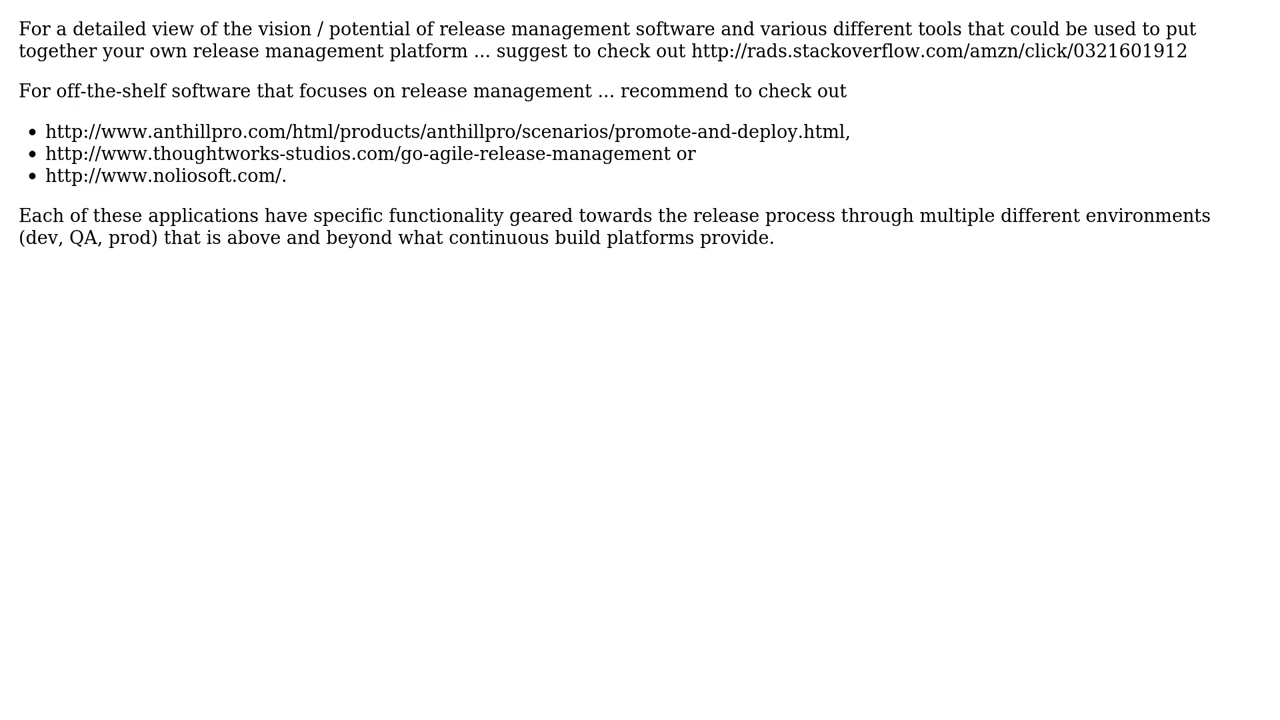 For a detailed view of the vision / potential of release management software and various different tools that could be used to put
together your own release management platform ... suggest to check out http://rads.stackoverflow.com/amzn/click/0321601912
For off-the-shelf software that focuses on release management ... recommend to check out
• http://www.anthillpro.com/html/products/anthillpro/scenarios/promote-and-deploy.html,
• http://www.thoughtworks-studios.com/go-agile-release-management or
• http://www.noliosoft.com/.
Each of these applications have specific functionality geared towards the release process through multiple different environments
(dev, QA, prod) that is above and beyond what continuous build platforms provide.